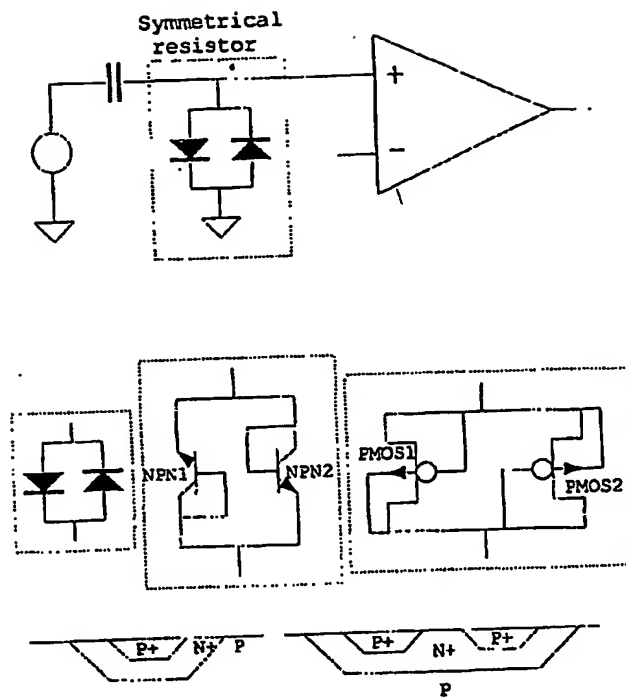 Symmetrical
resistor
+
−
NPN1
NPN2
PMOS1
PMOS2
P+ N+ P
P+ N+ P+
P